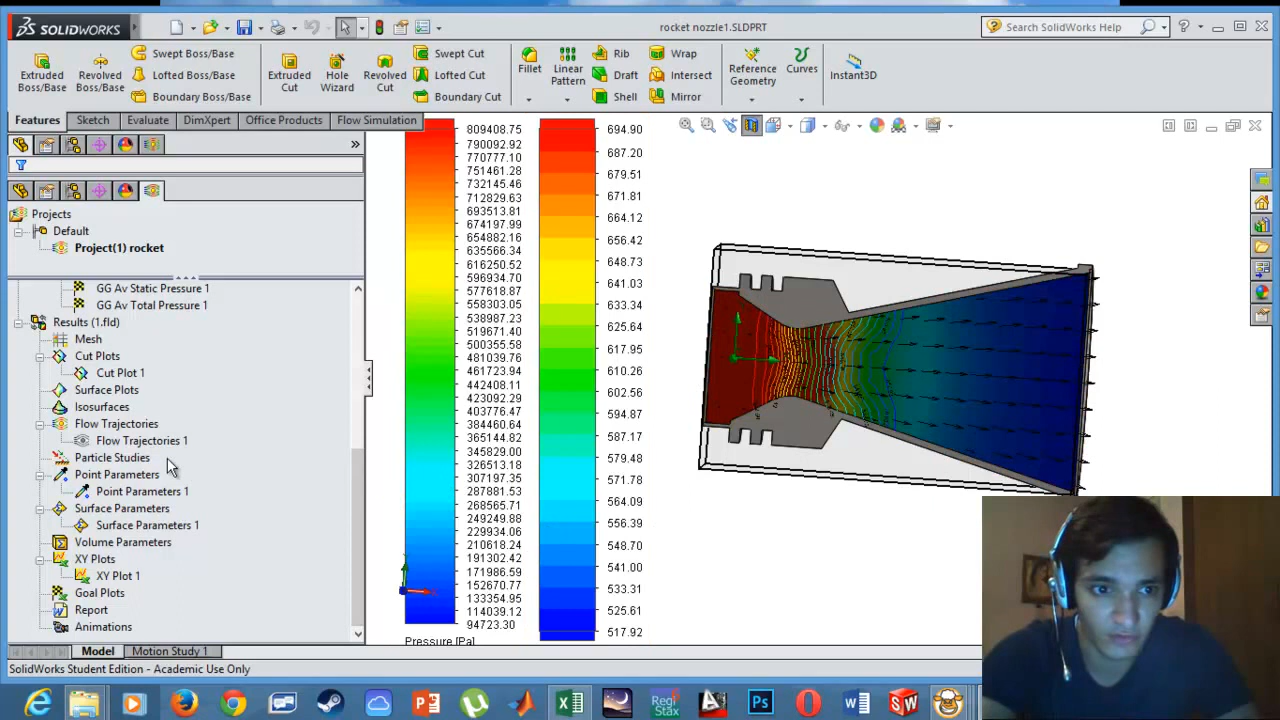 SOLIDWORKS
rocket nozzle1.SLDPRT
Search SolidWorks Help
Extruded Boss/Base
Revolved Boss/Base
Swept Boss/Base
Lofted Boss/Base
Boundary Boss/Base
Extruded Cut
Hole Wizard
Revolved Cut
Swept Cut
Lofted Cut
Boundary Cut
Fillet
Linear Pattern
Rib
Draft
Shell
Wrap
Intersect
Mirror
Reference Geometry
Curves
Instant3D
Features
Sketch
Evaluate
DimXpert
Office Products
Flow Simulation
Projects
Default
Project(1) rocket
GG Av Static Pressure 1
GG Av Total Pressure 1
Results (1.fld)
Mesh
Cut Plots
Cut Plot 1
Surface Plots
Isosurfaces
Flow Trajectories
Flow Trajectories 1
Particle Studies
Point Parameters
Point Parameters 1
Surface Parameters
Surface Parameters 1
Volume Parameters
XY Plots
XY Plot 1
Goal Plots
Report
Animations
809408.75
790092.92
770777.10
751461.28
732145.46
712829.63
693513.81
674197.99
654882.16
635566.34
616250.52
596934.70
577618.87
558303.05
538987.23
519671.40
500355.58
481039.76
461723.94
442408.11
423092.29
403776.47
384460.64
365144.82
345829.00
326513.18
307197.35
287881.53
268565.71
249249.88
229934.06
210618.24
191302.42
171986.59
152670.77
133354.95
114039.12
94723.30
Pressure [Pa]
694.90
687.20
679.51
671.81
664.12
656.42
648.73
641.03
633.34
625.64
617.95
610.26
602.56
594.87
587.17
579.48
571.78
564.09
556.39
548.70
541.00
533.31
525.61
517.92
Model
Motion Study 1
SolidWorks Student Edition - Academic Use Only